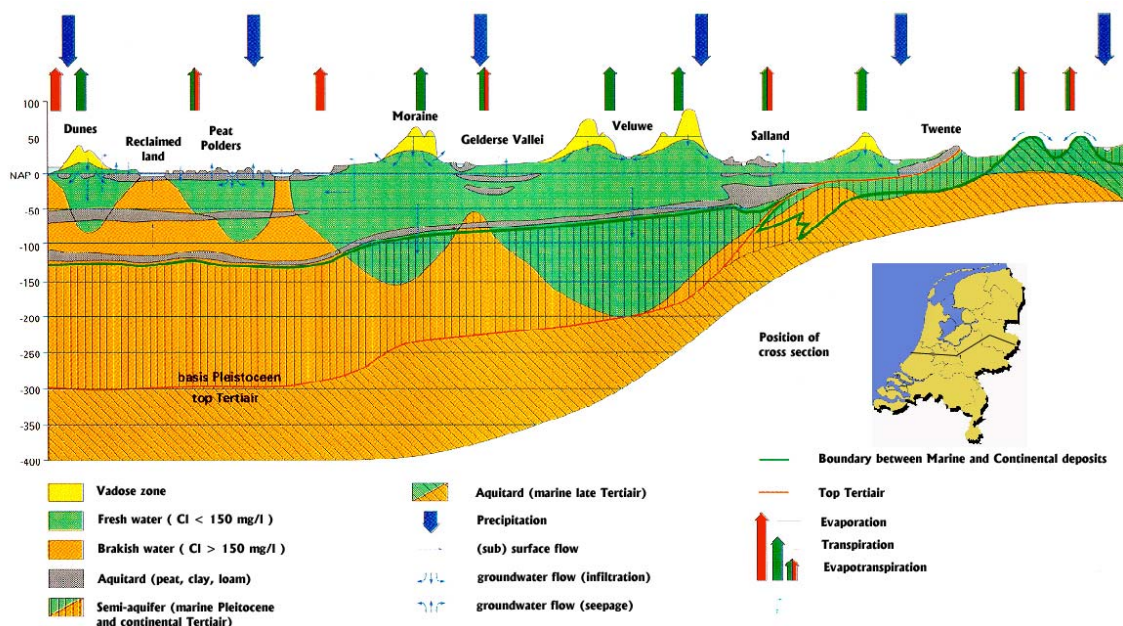 100
50
NAP 0
-50
-100
-150
-200
-250
-300
-350
-400
Dunes
Reclaimed
land
Peat
Polders
Moraine
Gelderse Vallei
Veluwe
Salland
Twente
basis Pleistoceen
top Tertiair
Position of
cross section
Vadose zone
Fresh water ( Cl < 150 mg/l )
Brakish water ( Cl > 150 mg/l )
Aquitard (peat, clay, loam)
Semi-aquifer (marine Pleitocene
and continental Tertiair)
Aquitard (marine late Tertiair)
Precipitation
(sub) surface flow
groundwater flow (infiltration)
groundwater flow (seepage)
Boundary between Marine and Continental deposits
Top Tertiair
Evaporation
Transpiration
Evapotranspiration